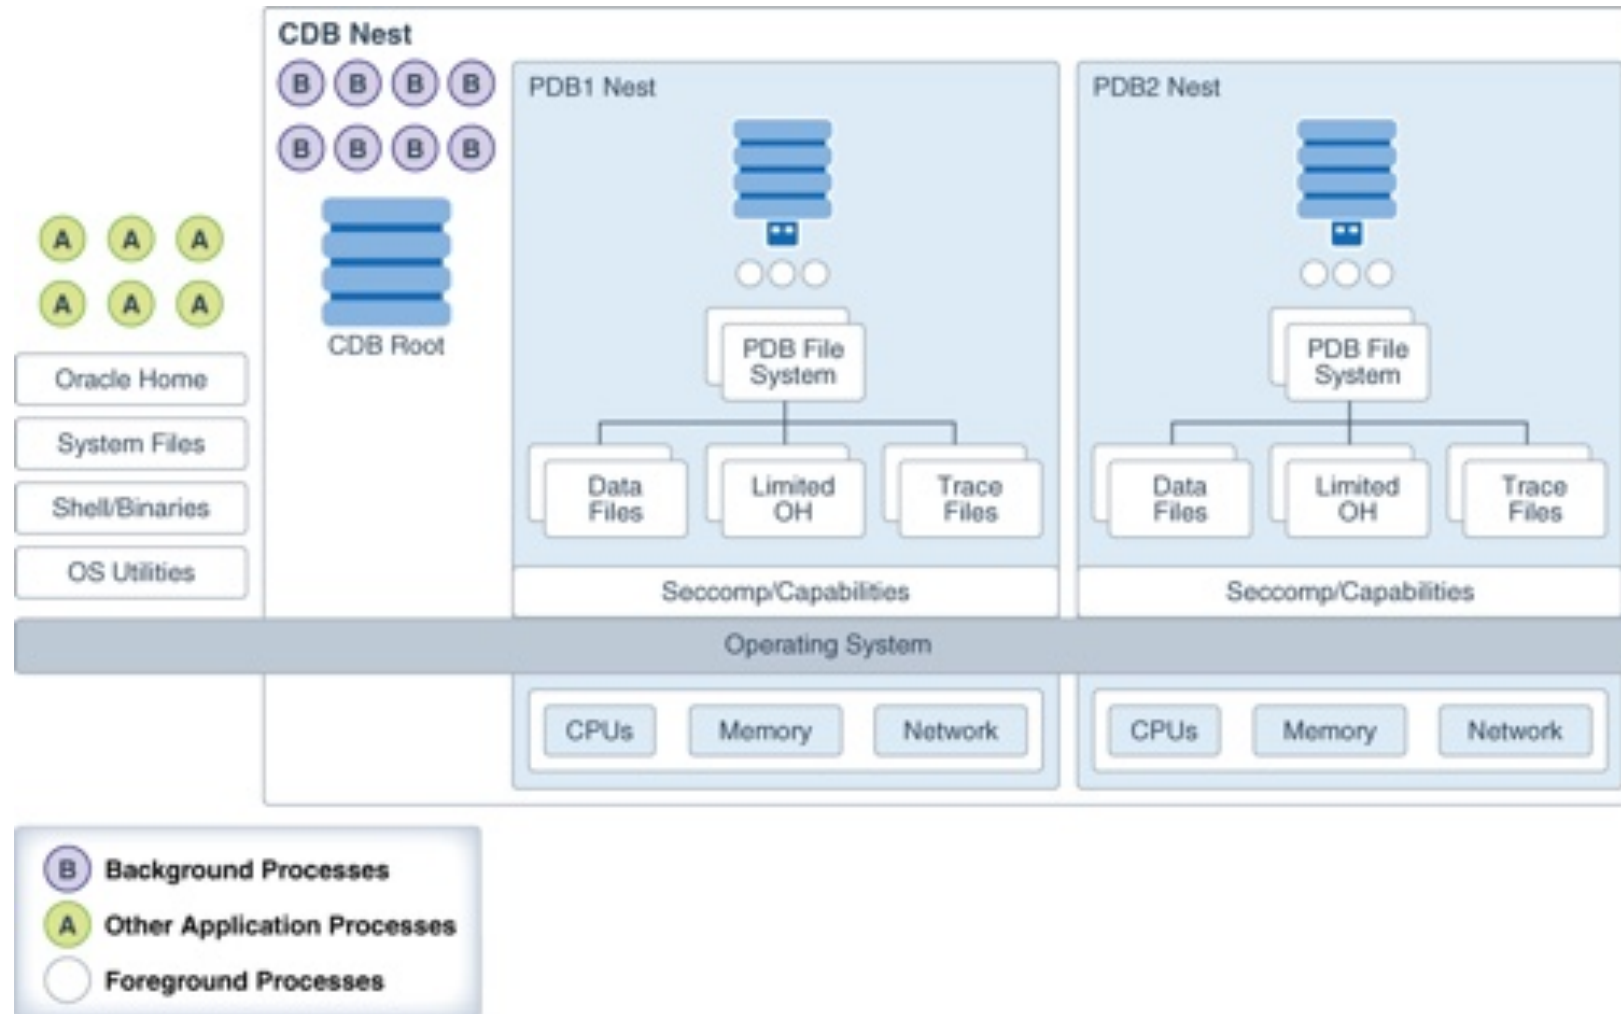 CDB Nest
B B B B
B B B B
CDB Root
A A A
A A A
Oracle Home
System Files
Shell/Binaries
OS Utilities
PDB1 Nest
PDB File
System
Data
Files
Limited
OH
Trace
Files
Seccomp/Capabilities
PDB2 Nest
PDB File
System
Data
Files
Limited
OH
Trace
Files
Seccomp/Capabilities
Operating System
CPUs
Memory
Network
CPUs
Memory
Network
B Background Processes
A Other Application Processes
Foreground Processes